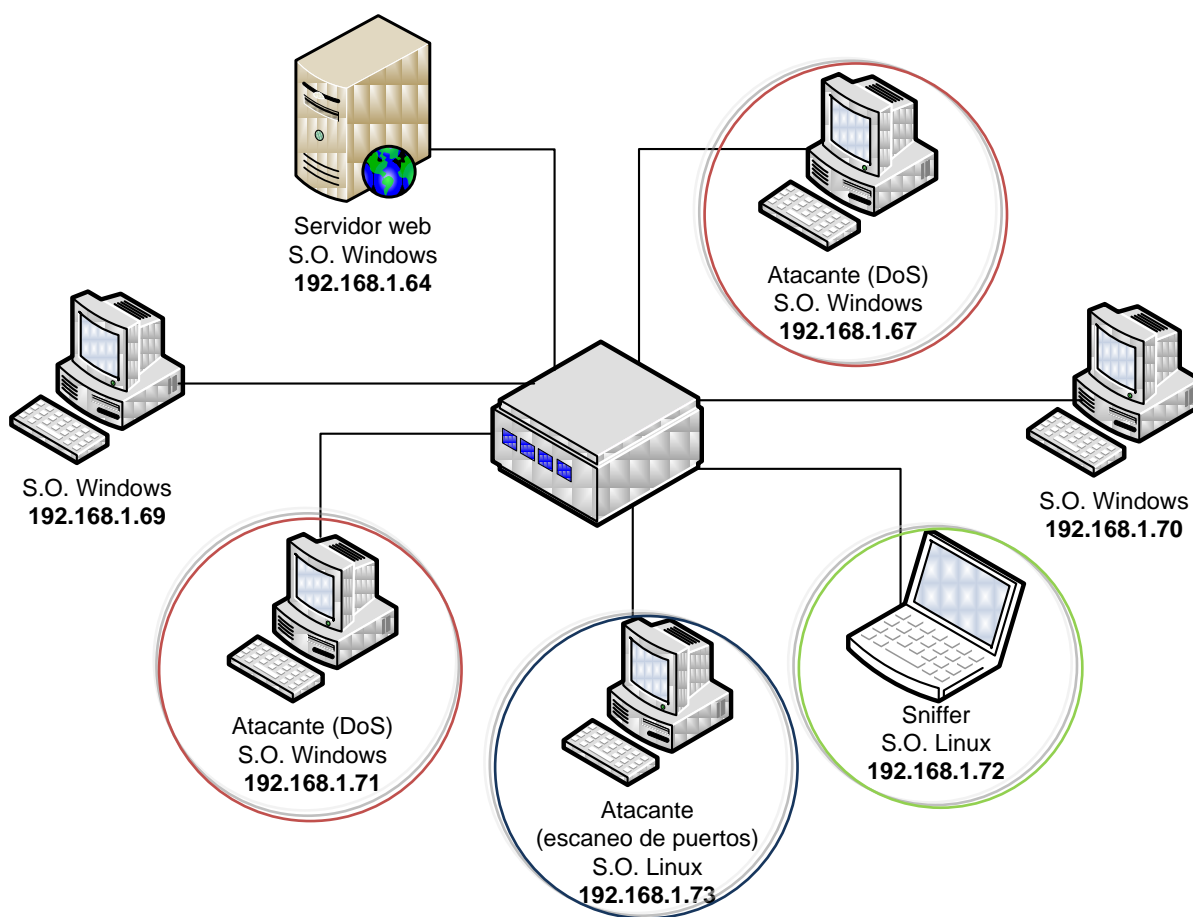 Servidor web
S.O. Windows
192.168.1.64
Atacante (DoS)
S.O. Windows
192.168.1.67
S.O. Windows
192.168.1.69
S.O. Windows
192.168.1.70
Atacante (DoS)
S.O. Windows
192.168.1.71
Atacante
(escaneo de puertos)
S.O. Linux
192.168.1.73
Sniffer
S.O. Linux
192.168.1.72